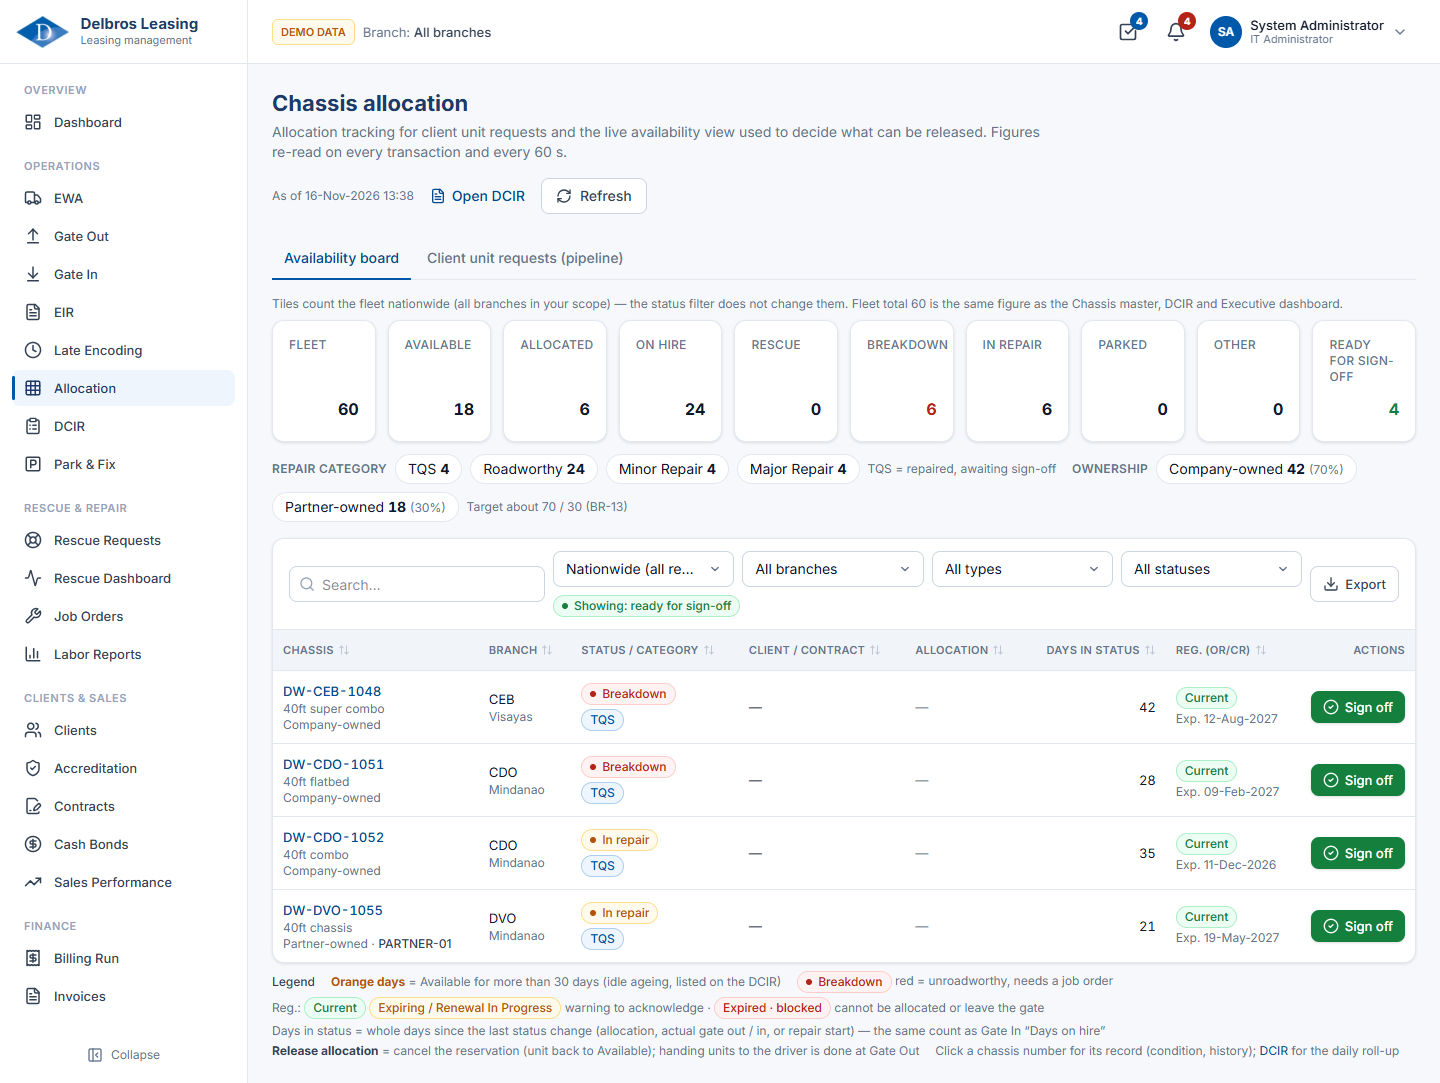 Delbros Leasing
Leasing management
DEMO DATA
Branch: All branches
4
4
SA
System Administrator
IT Administrator
OVERVIEW
Dashboard
OPERATIONS
EWA
Gate Out
Gate In
EIR
Late Encoding
Allocation
DCIR
Park & Fix
RESCUE & REPAIR
Rescue Requests
Rescue Dashboard
Job Orders
Labor Reports
CLIENTS & SALES
Clients
Accreditation
Contracts
Cash Bonds
Sales Performance
FINANCE
Billing Run
Invoices
Collapse
Chassis allocation
Allocation tracking for client unit requests and the live availability view used to decide what can be released. Figures
re-read on every transaction and every 60 s.
As of 16-Nov-2026 13:38 Open DCIR Refresh
Availability board Client unit requests (pipeline)
Tiles count the fleet nationwide (all branches in your scope) — the status filter does not change them. Fleet total 60 is the same figure as the Chassis master, DCIR and Executive dashboard.
FLEET
60
AVAILABLE
18
ALLOCATED
6
ON HIRE
24
RESCUE
0
BREAKDOWN
6
IN REPAIR
6
PARKED
0
OTHER
0
READY
FOR SIGN-
OFF
4
REPAIR CATEGORY TQS 4 Roadworthy 24 Minor Repair 4 Major Repair 4 TQS = repaired, awaiting sign-off OWNERSHIP Company-owned 42 (70%)
Partner-owned 18 (30%) Target about 70 / 30 (BR-13)
Search...
Nationwide (all re... All branches All types All statuses
Showing: ready for sign-off
Export
CHASSIS BRANCH STATUS / CATEGORY CLIENT / CONTRACT ALLOCATION DAYS IN STATUS REG. (OR/CR) ACTIONS
DW-CEB-1048
40ft super combo
Company-owned
CEB
Visayas
Breakdown
TQS
—
—
42
Current
Exp. 12-Aug-2027
Sign off
DW-CDO-1051
40ft flatbed
Company-owned
CDO
Mindanao
Breakdown
TQS
—
—
28
Current
Exp. 09-Feb-2027
Sign off
DW-CDO-1052
40ft combo
Company-owned
CDO
Mindanao
In repair
TQS
—
—
35
Current
Exp. 11-Dec-2026
Sign off
DW-DVO-1055
40ft chassis
Partner-owned · PARTNER-01
DVO
Mindanao
In repair
TQS
—
—
21
Current
Exp. 19-May-2027
Sign off
Legend Orange days = Available for more than 30 days (idle ageing, listed on the DCIR) Breakdown red = unroadworthy, needs a job order
Reg.: Current Expiring / Renewal In Progress warning to acknowledge · Expired · blocked cannot be allocated or leave the gate
Days in status = whole days since the last status change (allocation, actual gate out / in, or repair start) — the same count as Gate In “Days on hire”
Release allocation = cancel the reservation (unit back to Available); handing units to the driver is done at Gate Out Click a chassis number for its record (condition, history); DCIR for the daily roll-up